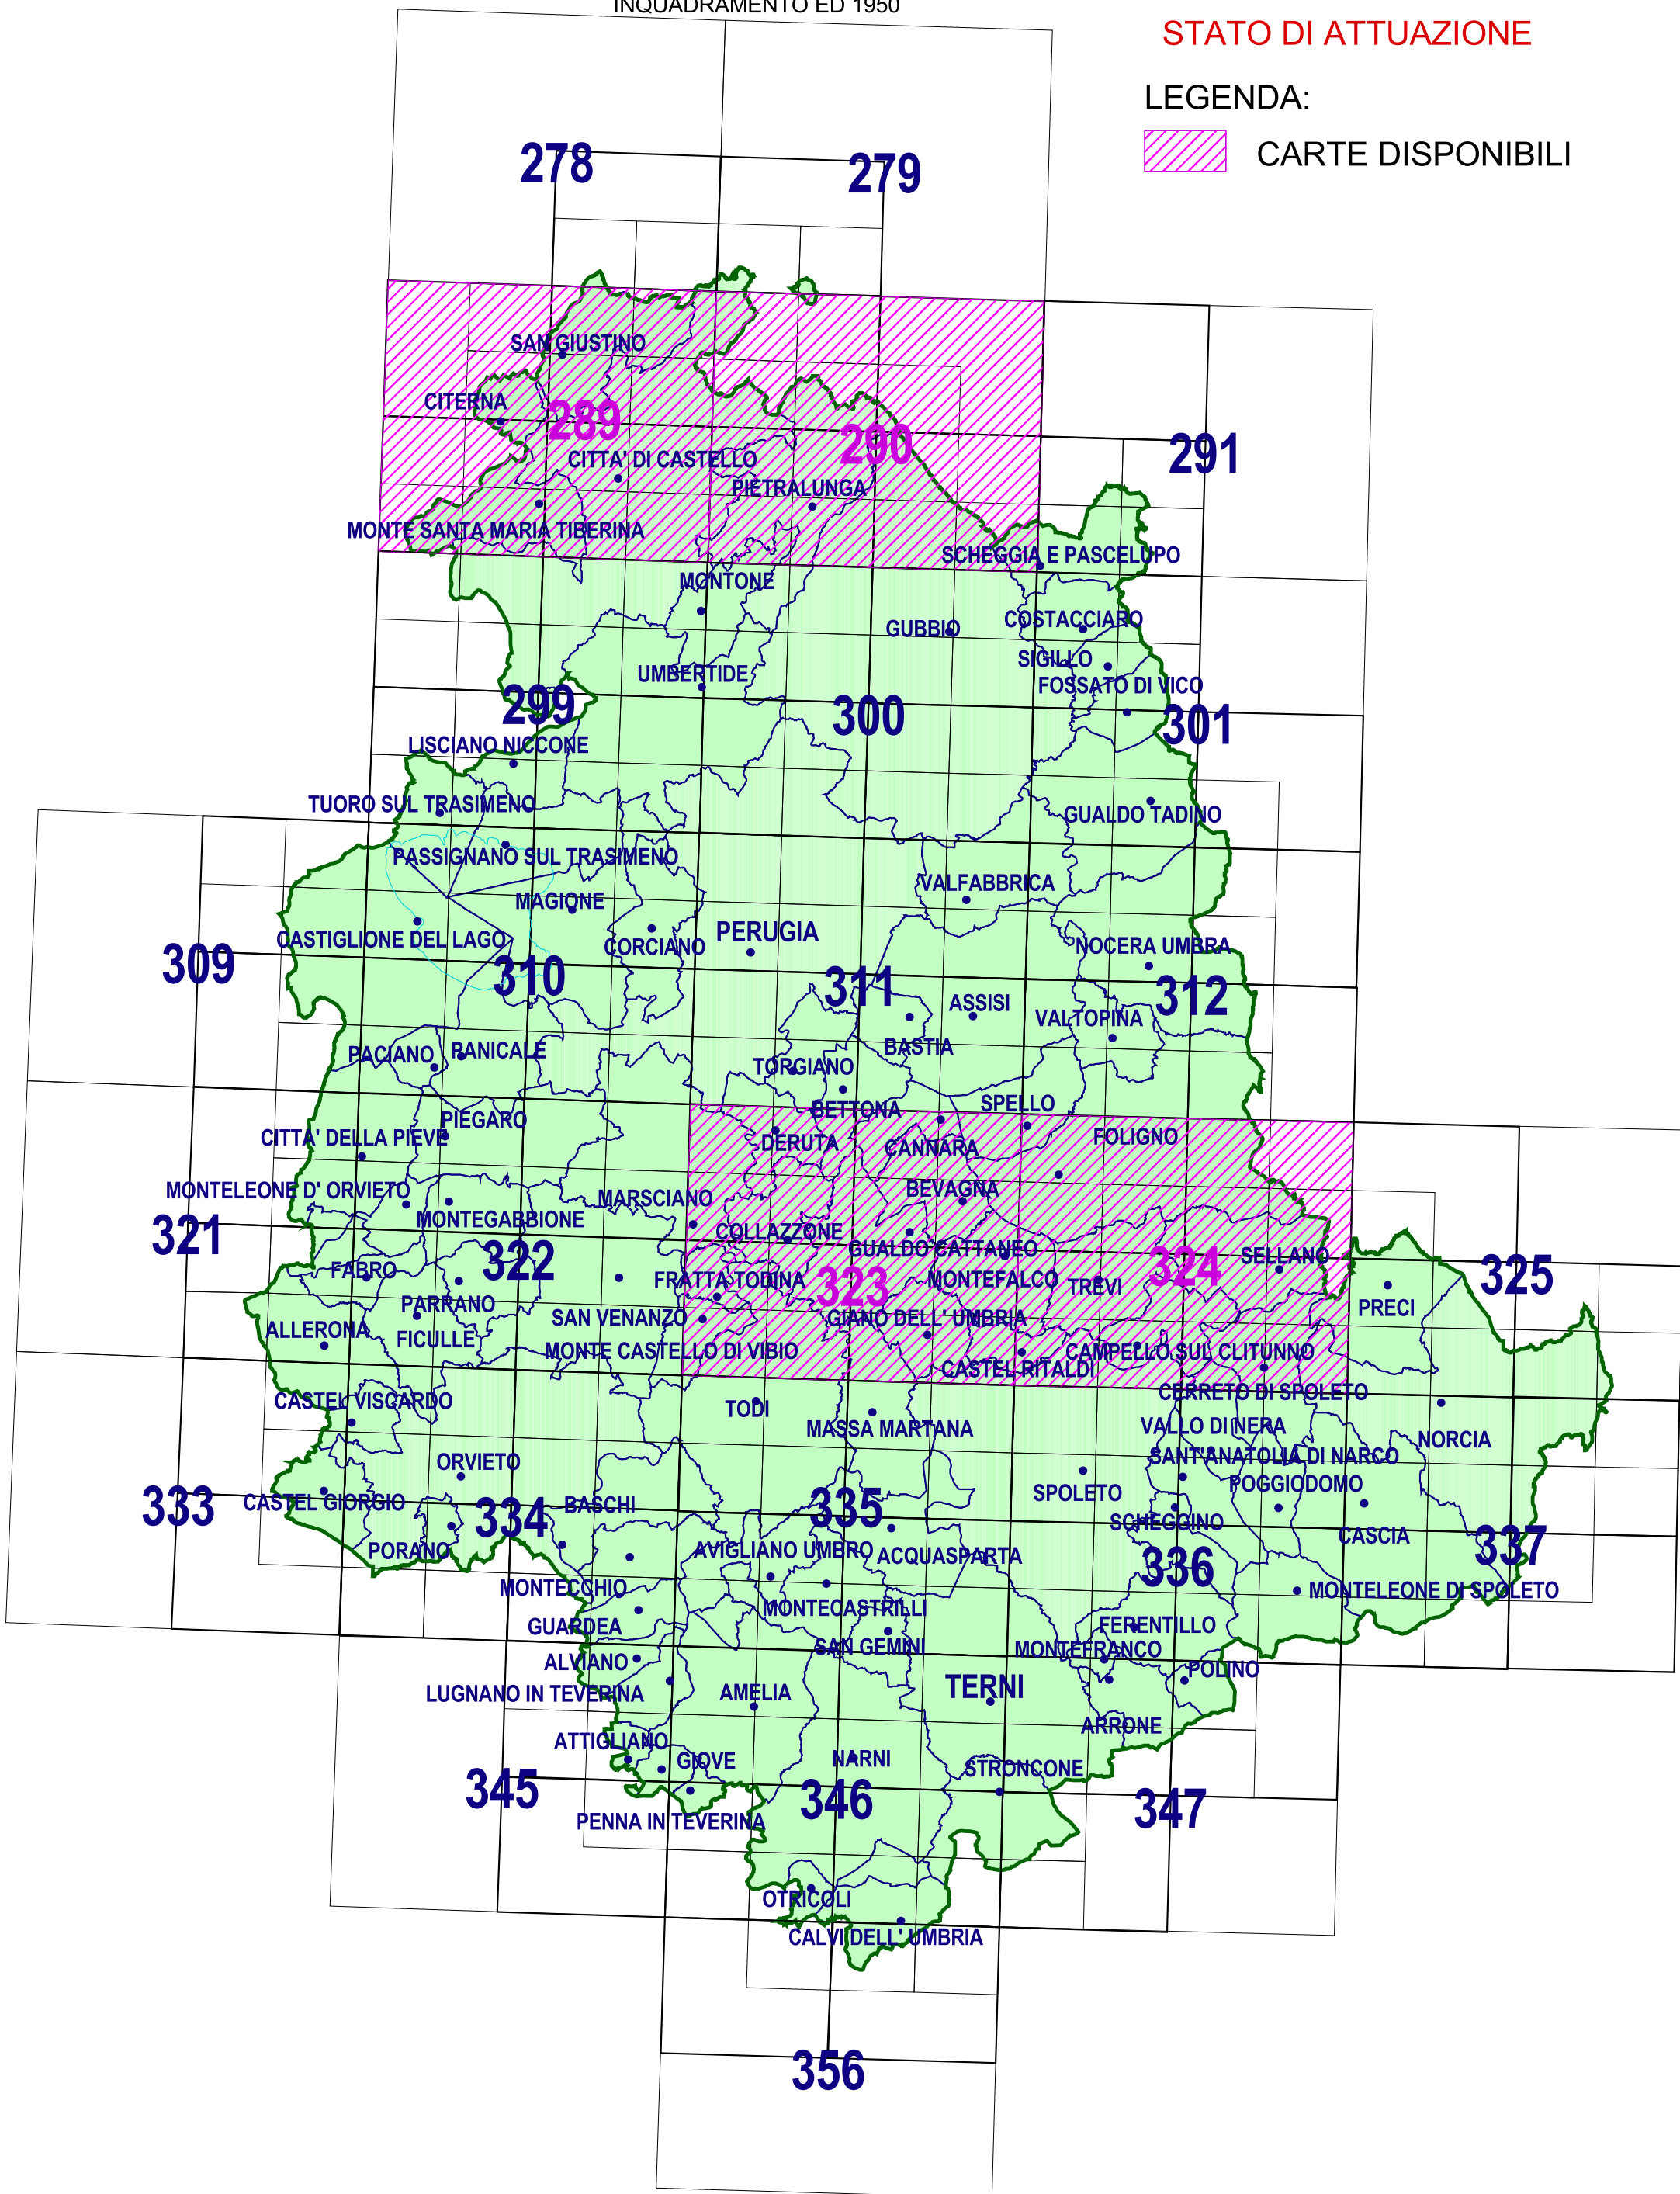 INQUADRAMENTO ED 1950
STATO DI ATTUAZIONE
LEGENDA:
CARTE DISPONIBILI
278
279
SAN GIUSTINO
CITERNA
289
290
291
CITTA' DI CASTELLO
PIETRALUNGA
MONTE SANTA MARIA TIBERINA
SCHEGGIA E PASCELUPO
MONTONE
COSTACCIARO
GUBBIO
SIGILLO
UMBERTIDE
FOSSATO DI VICO
299
300
301
LISCIANO NICCONE
TUORO SUL TRASIMENO
GUALDO TADINO
PASSIGNANO SUL TRASIMENO
VALFABBRICA
MAGIONE
PERUGIA
CASTIGLIONE DEL LAGO
CORCIANO
NOCERA UMBRA
309
310
311
312
ASSISI
VALTOPINA
BASTIA
PACIANO
PANICALE
TORGIANO
SPELLO
BETTONA
PIEGARO
CITTA' DELLA PIEVE
DERUTA
CANNARA
FOLIGNO
MONTELEONE D' ORVIETO
BEVAGNA
MARSCIANO
MONTEGABBIONE
COLLAZZONE
321
322
GUALDO CATTANEO
SELLANO
323
324
325
FABRO
FRATTA TODINA
MONTEFALCO
TREVI
PARRANO
PRECI
SAN VENANZO
GIANO DELL' UMBRIA
ALLERONA
FICULLE
MONTE CASTELLO DI VIBIO
CAMPELLO SUL CLITUNNO
CASTEL RITALDI
CERRETO DI SPOLETO
CASTEL VISCARDO
TODI
MASSA MARTANA
VALLO DI NERA
NORCIA
SANT'ANATOLIA DI NARCO
ORVIETO
POGGIODOMO
SPOLETO
CASTEL GIORGIO
BASCHI
333
334
335
SCHEGGINO
CASCIA
337
PORANO
AVIGLIANO UMBRO
ACQUASPARTA
336
MONTECCHIO
MONTELEONE DI SPOLETO
MONTECASTRILLI
GUARDEA
FERENTILLO
SAN GEMINI
MONTEFRANCO
ALVIANO
POLINO
LUGNANO IN TEVERINA
AMELIA
TERNI
ARRONE
ATTIGLIANO
GIOVE
NARNI
STRONCONE
345
346
347
PENNA IN TEVERINA
OTRICOLI
CALVI DELL' UMBRIA
356